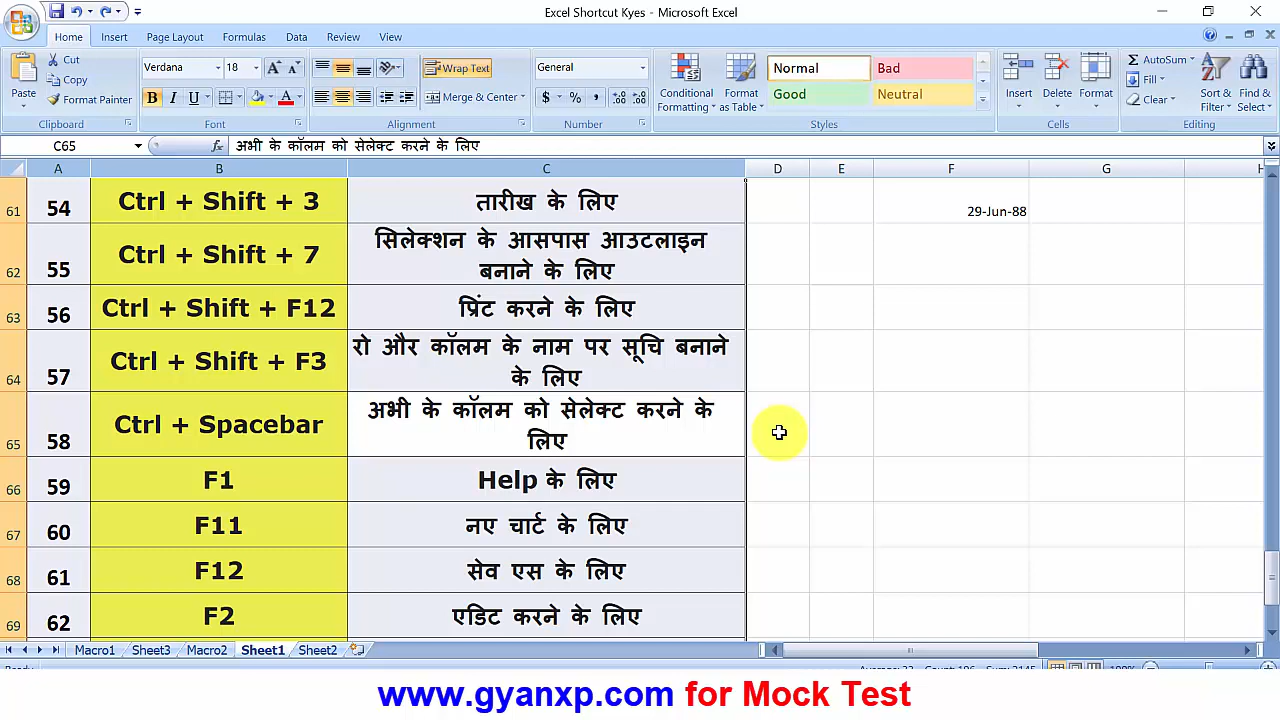 Excel Shortcut Kyes - Microsoft Excel
Home Insert Page Layout Formulas Data Review View
Paste
Cut
Copy
Format Painter
Clipboard
Verdana 18
B I U
Font
Wrap Text
Merge & Center
Alignment
General
$ % ,
Number
Conditional Formatting
Format as Table
Normal Bad
Good Neutral
Styles
Insert Delete Format
Cells
AutoSum
Fill
Clear
Sort & Filter
Find & Select
Editing
C65 fx अभी के कॉलम को सेलेक्ट करने के लिए
A B C D E F G H
61 54 Ctrl + Shift + 3 तारीख के लिए 29-Jun-88
62 55 Ctrl + Shift + 7 सिलेक्शन के आसपास आउटलाइन
बनाने के लिए
63 56 Ctrl + Shift + F12 प्रिंट करने के लिए
64 57 Ctrl + Shift + F3 रो और कॉलम के नाम पर सूचि बनाने
के लिए
65 58 Ctrl + Spacebar अभी के कॉलम को सेलेक्ट करने के
लिए
66 59 F1 Help के लिए
67 60 F11 नए चार्ट के लिए
68 61 F12 सेव एस के लिए
69 62 F2 एडिट करने के लिए
Macro1 Sheet3 Macro2 Sheet1 Sheet2
www.gyanxp.com for Mock Test